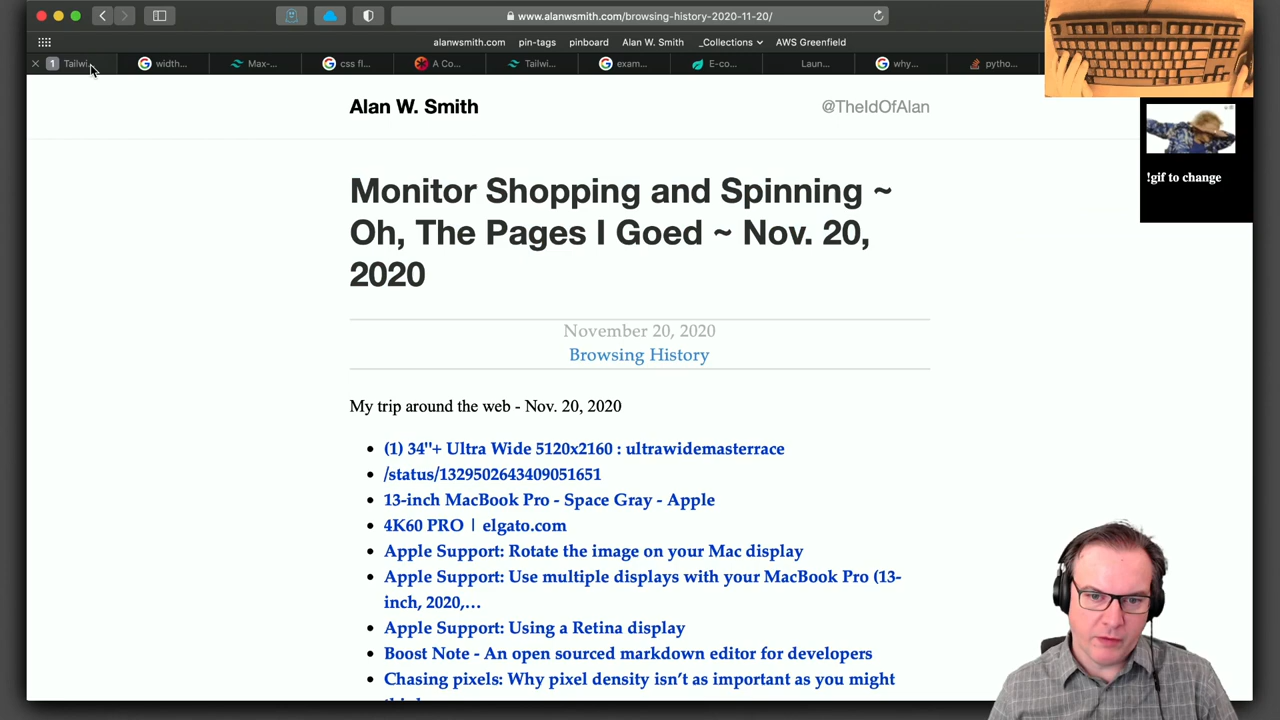 www.alanwsmith.com/browsing-history-2020-11-20/
alanwsmith.com pin-tags pinboard Alan W. Smith _Collections AWS Greenfield
1 Tailwi... width... Max-... css fl... A Co... Tailwi... exam... E-co... Laun... why... pytho...
Alan W. Smith @TheIdOfAlan
!gif to change
Monitor Shopping and Spinning ~
Oh, The Pages I Goed ~ Nov. 20,
2020
November 20, 2020
Browsing History
My trip around the web - Nov. 20, 2020
(1) 34"+ Ultra Wide 5120x2160 : ultrawidemasterrace
/status/1329502643409051651
13-inch MacBook Pro - Space Gray - Apple
4K60 PRO | elgato.com
Apple Support: Rotate the image on your Mac display
Apple Support: Use multiple displays with your MacBook Pro (13-
inch, 2020,…
Apple Support: Using a Retina display
Boost Note - An open sourced markdown editor for developers
Chasing pixels: Why pixel density isn’t as important as you might